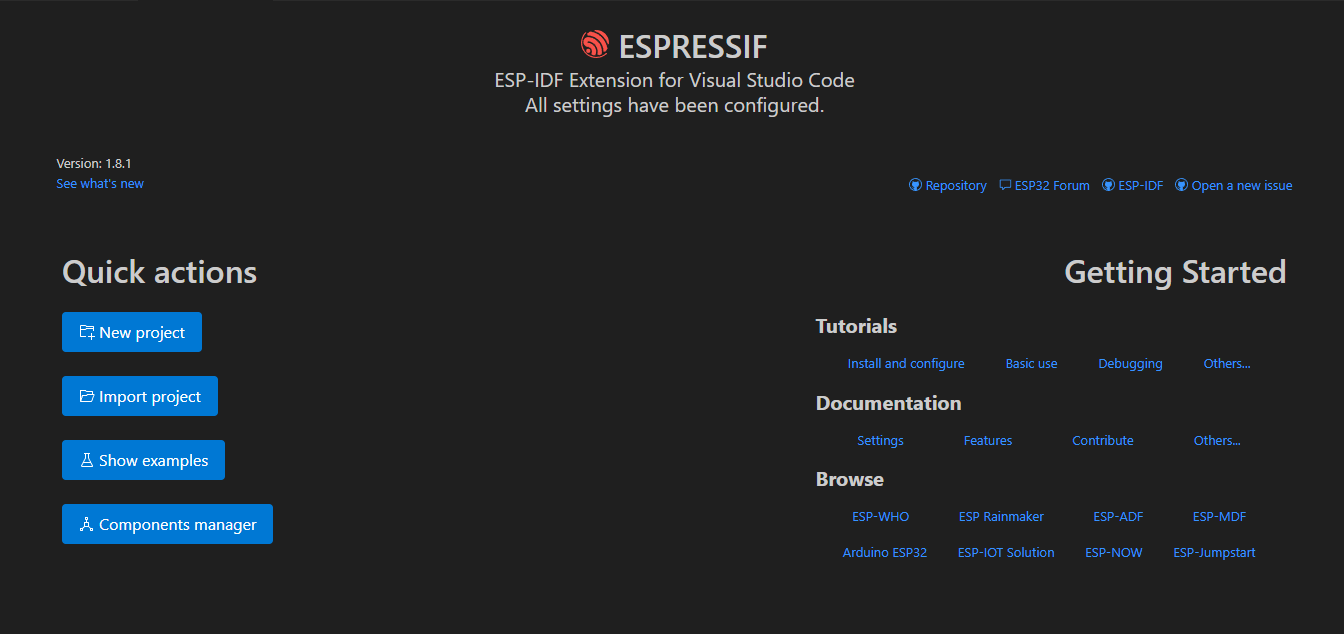 ESPRESSIF
ESP-IDF Extension for Visual Studio Code
All settings have been configured.
Version: 1.8.1
See what's new
Repository ESP32 Forum ESP-IDF Open a new issue
Quick actions
New project
Import project
Show examples
Components manager
Getting Started
Tutorials
Install and configure Basic use Debugging Others...
Documentation
Settings Features Contribute Others...
Browse
ESP-WHO ESP Rainmaker ESP-ADF ESP-MDF
Arduino ESP32 ESP-IOT Solution ESP-NOW ESP-Jumpstart